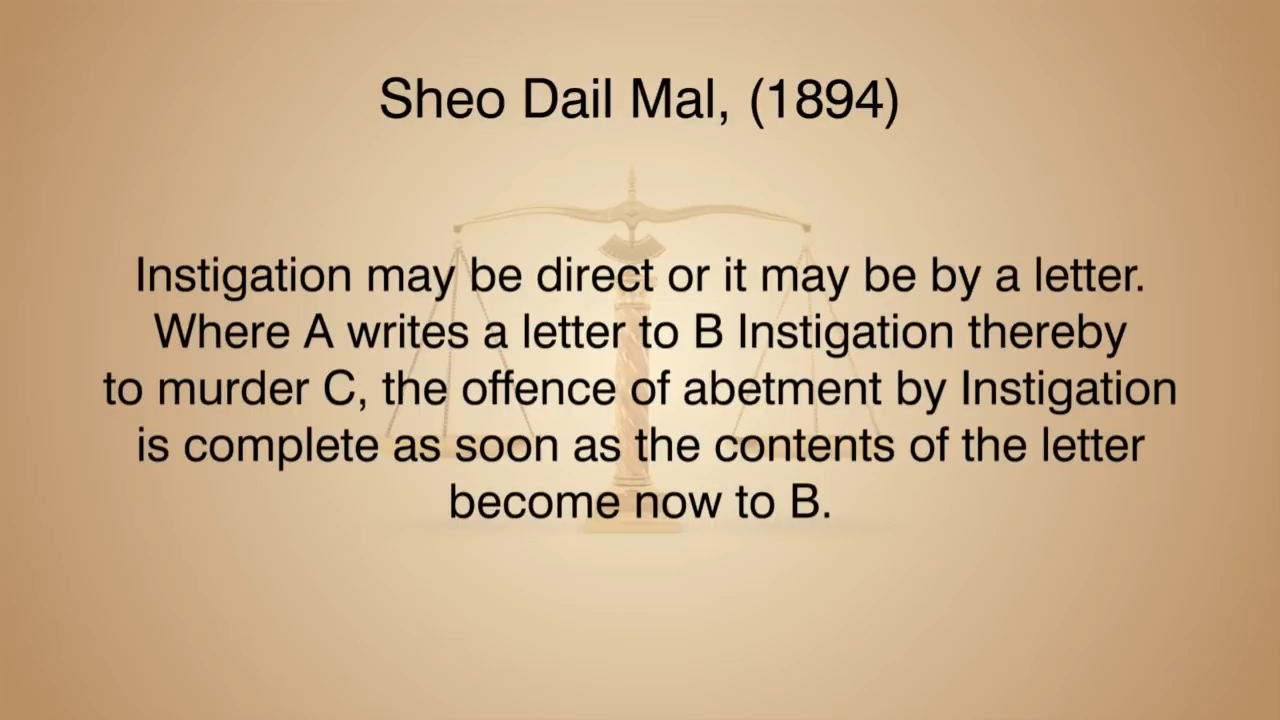 Sheo Dail Mal, (1894)
Instigation may be direct or it may be by a letter.
Where A writes a letter to B Instigation thereby
to murder C, the offence of abetment by Instigation
is complete as soon as the contents of the letter
become now to B.